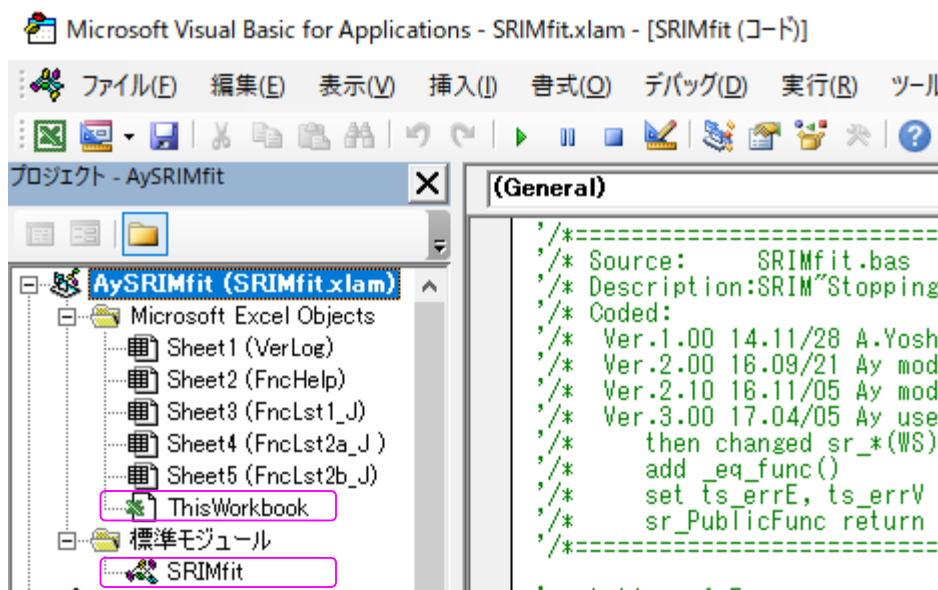 Microsoft Visual Basic for Applications - SRIMfit.xlam - [SRIMfit (コード)]
ファイル(F) 編集(E) 表示(V) 挿入(I) 書式(O) デバッグ(D) 実行(R) ツール
プロジェクト - AySRIMfit
(General)
AySRIMfit (SRIMfit.xlam)
Microsoft Excel Objects
Sheet1 (VerLog)
Sheet2 (FncHelp)
Sheet3 (FncLst1_J)
Sheet4 (FncLst2a_J )
Sheet5 (FncLst2b_J)
ThisWorkbook
標準モジュール
SRIMfit
'/*=============================
'/* Source: SRIMfit.bas
'/* Description:SRIM~Stopping
'/* Coded:
'/* Ver.1.00 14.11/28 A.Yosh
'/* Ver.2.00 16.09/21 Ay mod
'/* Ver.2.10 16.11/05 Ay mod
'/* Ver.3.00 17.04/05 Ay use
'/* then changed sr_*(WS)
'/* add _eq_func()
'/* set ts_errE, ts_errV
'/* sr_PublicFunc return
'/*=============================